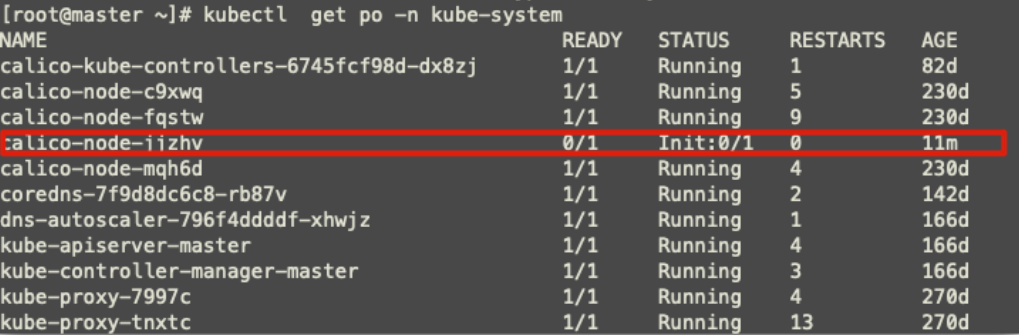 [root@master ~]# kubectl  get po -n kube-system
NAME READY STATUS RESTARTS AGE
calico-kube-controllers-6745fcf98d-dx8zj 1/1 Running 1 82d
calico-node-c9xwq 1/1 Running 5 230d
calico-node-fqstw 1/1 Running 9 230d
calico-node-jjzhv 0/1 Init:0/1 0 11m
calico-node-mqh6d 1/1 Running 4 230d
coredns-7f9d8dc6c8-rb87v 1/1 Running 2 142d
dns-autoscaler-796f4ddddf-xhwjz 1/1 Running 1 166d
kube-apiserver-master 1/1 Running 4 166d
kube-controller-manager-master 1/1 Running 3 166d
kube-proxy-7997c 1/1 Running 4 270d
kube-proxy-tnxtc 1/1 Running 13 270d